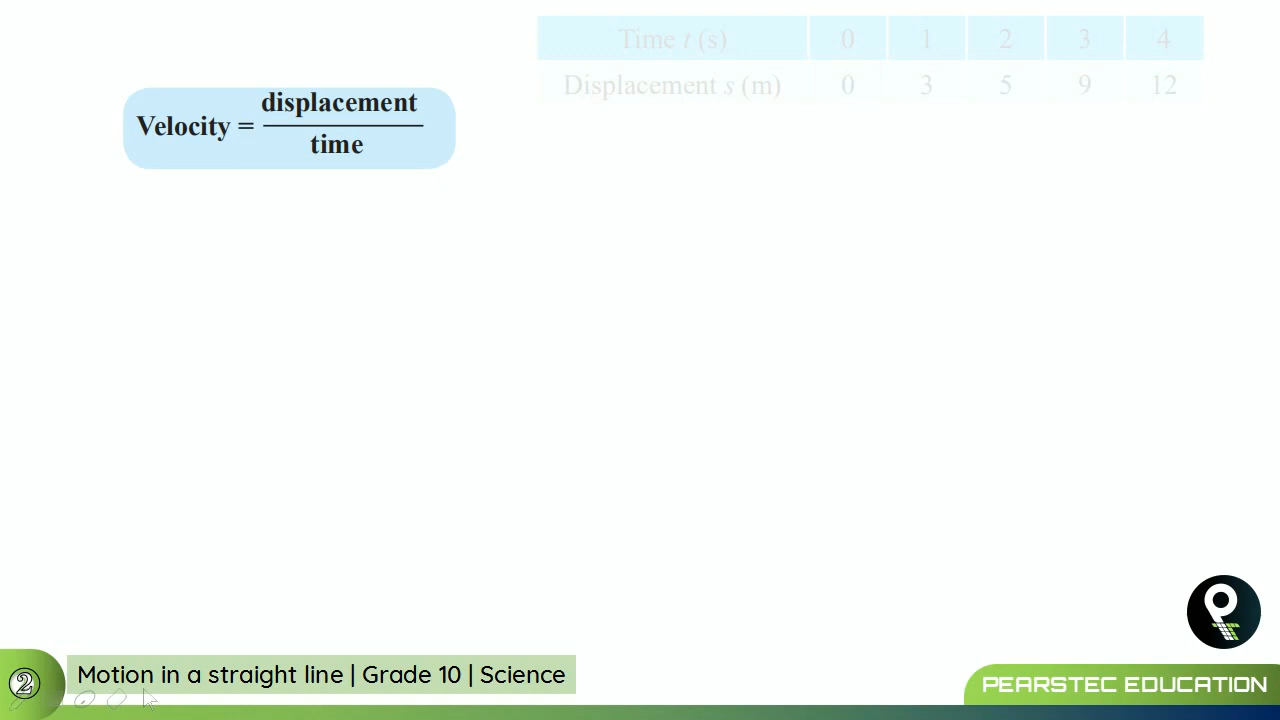 Time t (s) 0 1 2 3 4
Displacement s (m) 0 3 5 9 12
Velocity = displacement
time
2
Motion in a straight line | Grade 10 | Science
PEARSTEC EDUCATION